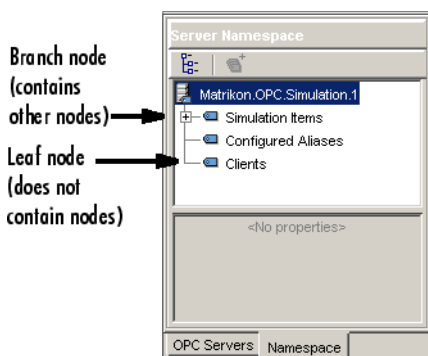 Branch node
(contains
other nodes)
Leaf node
(does not
contain nodes)
Server Namespace
Matrikon.OPC.Simulation.1
Simulation Items
Configured Aliases
Clients
<No properties>
OPC Servers
Namespace